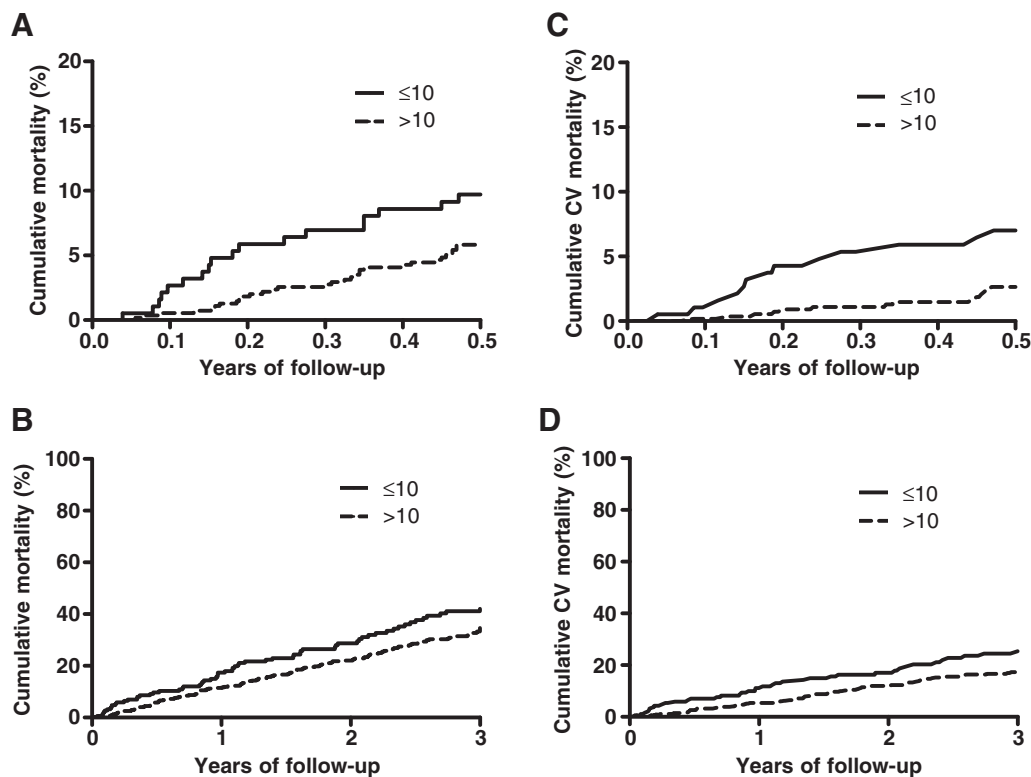 A
Cumulative mortality (%)
20
15
10
5
0
≤10
>10
0.0 0.1 0.2 0.3 0.4 0.5
Years of follow-up
C
Cumulative CV mortality (%)
20
15
10
5
0
≤10
>10
0.0 0.1 0.2 0.3 0.4 0.5
Years of follow-up
B
Cumulative mortality (%)
100
80
60
40
20
0
≤10
>10
0 1 2 3
Years of follow-up
D
Cumulative CV mortality (%)
100
80
60
40
20
0
≤10
>10
0 1 2 3
Years of follow-up